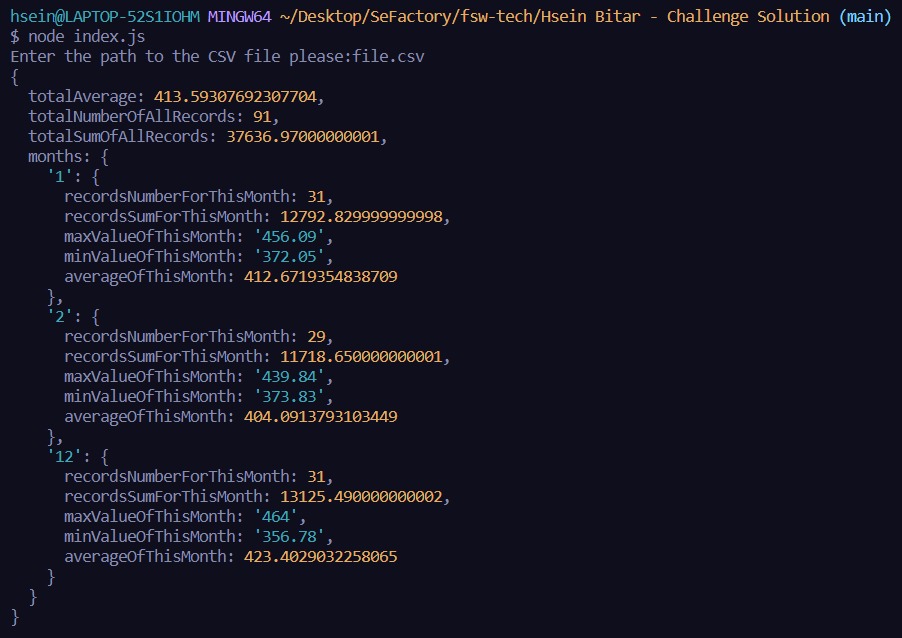 hsein@LAPTOP-52S1IOHM MINGW64 ~/Desktop/SeFactory/fsw-tech/Hsein Bitar - Challenge Solution (main)
$ node index.js
Enter the path to the CSV file please:file.csv
{
  totalAverage: 413.59307692307704,
  totalNumberOfAllRecords: 91,
  totalSumOfAllRecords: 37636.97000000001,
  months: {
    '1': {
      recordsNumberForThisMonth: 31,
      recordsSumForThisMonth: 12792.829999999998,
      maxValueOfThisMonth: '456.09',
      minValueOfThisMonth: '372.05',
      averageOfThisMonth: 412.6719354838709
    },
    '2': {
      recordsNumberForThisMonth: 29,
      recordsSumForThisMonth: 11718.650000000001,
      maxValueOfThisMonth: '439.84',
      minValueOfThisMonth: '373.83',
      averageOfThisMonth: 404.0913793103449
    },
    '12': {
      recordsNumberForThisMonth: 31,
      recordsSumForThisMonth: 13125.490000000002,
      maxValueOfThisMonth: '464',
      minValueOfThisMonth: '356.78',
      averageOfThisMonth: 423.4029032258065
    }
  }
}